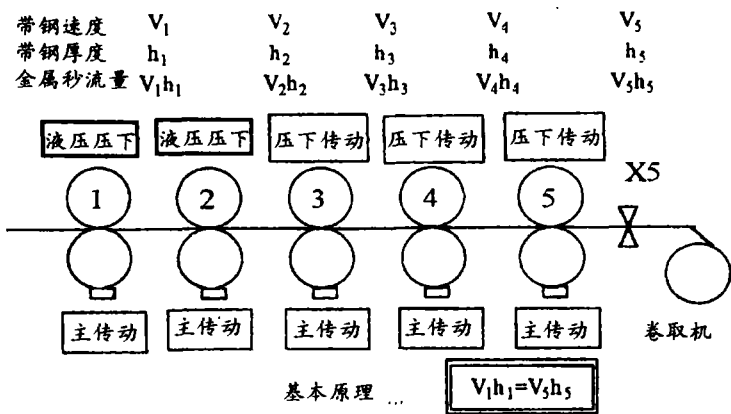 带钢速度 V₁ V₂ V₃ V₄ V₅
带钢厚度 h₁ h₂ h₃ h₄ h₅
金属秒流量 V₁h₁ V₂h₂ V₃h₃ V₄h₄ V₅h₅
液压压下 液压压下 压下传动 压下传动 压下传动
X5
1 2 3 4 5
主传动 主传动 主传动 主传动 主传动 卷取机
基本原理 ... V₁h₁=V₅h₅